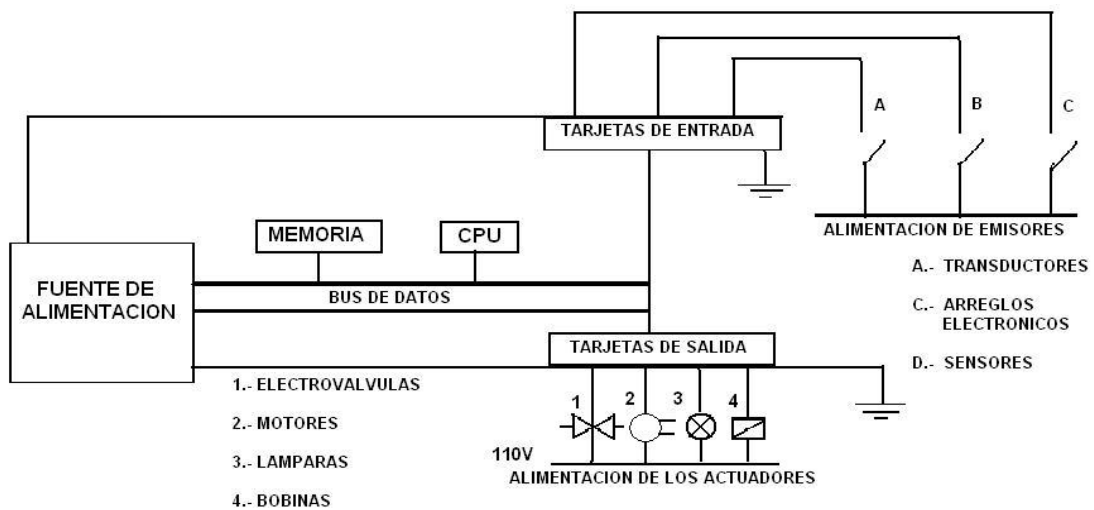 A
B
C
TARJETAS DE ENTRADA
ALIMENTACION DE EMISORES
MEMORIA
CPU
A.- TRANSDUCTORES
FUENTE DE
ALIMENTACION
BUS DE DATOS
C.- ARREGLOS
ELECTRONICOS
TARJETAS DE SALIDA
D.- SENSORES
1.- ELECTROVALVULAS
2.- MOTORES
3.- LAMPARAS
4.- BOBINAS
1
2
3
4
110V
ALIMENTACION DE LOS ACTUADORES